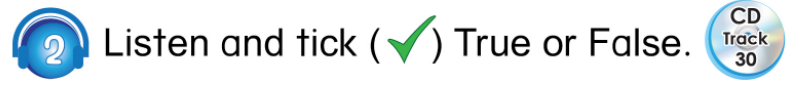 2 Listen and tick (✓) True or False.
CD
Track
30